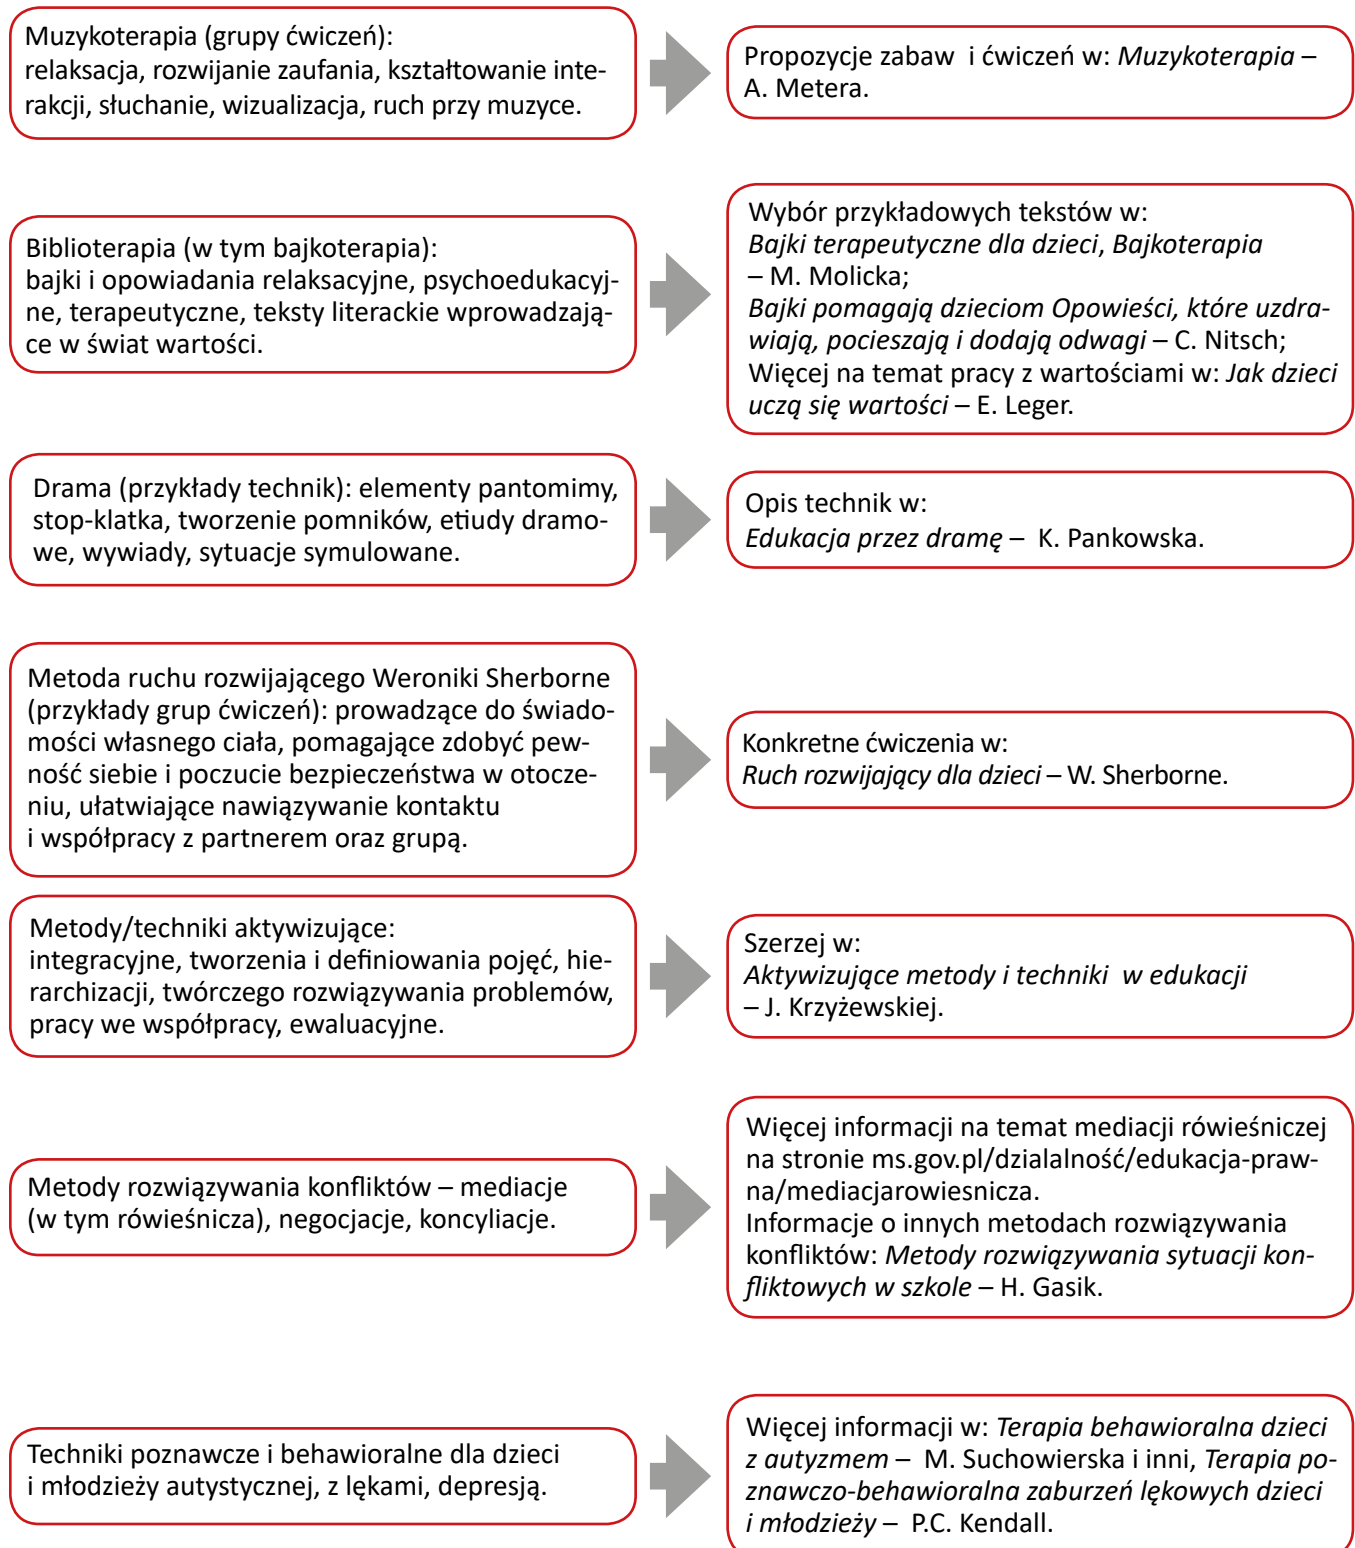 Muzykoterapia (grupy ćwiczeń):
relaksacja, rozwijanie zaufania, kształtowanie inte-
rakcji, słuchanie, wizualizacja, ruch przy muzyce.
Propozycje zabaw i ćwiczeń w: Muzykoterapia –
A. Metera.
Biblioterapia (w tym bajkoterapia):
bajki i opowiadania relaksacyjne, psychoedukacyj-
ne, terapeutyczne, teksty literackie wprowadzają-
ce w świat wartości.
Wybór przykładowych tekstów w:
Bajki terapeutyczne dla dzieci, Bajkoterapia
– M. Molicka;
Bajki pomagają dzieciom Opowieści, które uzdra-
wiają, pocieszają i dodają odwagi – C. Nitsch;
Więcej na temat pracy z wartościami w: Jak dzieci
uczą się wartości – E. Leger.
Drama (przykłady technik): elementy pantomimy,
stop-klatka, tworzenie pomników, etiudy dramo-
we, wywiady, sytuacje symulowane.
Opis technik w:
Edukacja przez dramę – K. Pankowska.
Metoda ruchu rozwijającego Weroniki Sherborne
(przykłady grup ćwiczeń): prowadzące do świado-
mości własnego ciała, pomagające zdobyć pew-
ność siebie i poczucie bezpieczeństwa w otocze-
niu, ułatwiające nawiązywanie kontaktu
i współpracy z partnerem oraz grupą.
Konkretne ćwiczenia w:
Ruch rozwijający dla dzieci – W. Sherborne.
Metody/techniki aktywizujące:
integracyjne, tworzenia i definiowania pojęć, hie-
rarchizacji, twórczego rozwiązywania problemów,
pracy we współpracy, ewaluacyjne.
Szerzej w:
Aktywizujące metody i techniki w edukacji
– J. Krzyżewskiej.
Metody rozwiązywania konfliktów – mediacje
(w tym rówieśnicza), negocjacje, koncyliacje.
Więcej informacji na temat mediacji rówieśniczej
na stronie ms.gov.pl/dzialalność/edukacja-praw-
na/mediacjarowiesnicza.
Informacje o innych metodach rozwiązywania
konfliktów: Metody rozwiązywania sytuacji kon-
fliktowych w szkole – H. Gasik.
Techniki poznawcze i behawioralne dla dzieci
i młodzieży autystycznej, z lękami, depresją.
Więcej informacji w: Terapia behawioralna dzieci
z autyzmem – M. Suchowierska i inni, Terapia po-
znawczo-behawioralna zaburzeń lękowych dzieci
i młodzieży – P.C. Kendall.